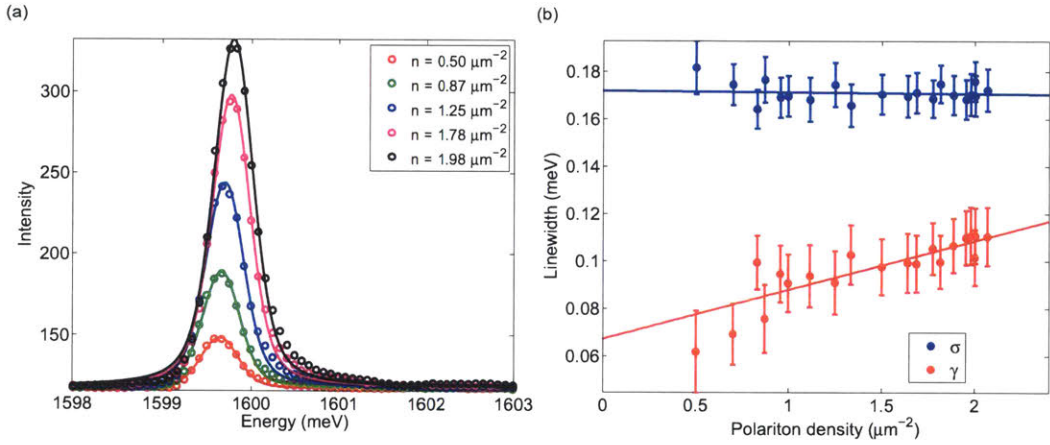 (a)
(b)
n = 0.50 μm⁻²
n = 0.87 μm⁻²
n = 1.25 μm⁻²
n = 1.78 μm⁻²
n = 1.98 μm⁻²
Intensity
300
250
200
150
1598
1599
1600
1601
1602
1603
Energy (meV)
Linewidth (meV)
0.18
0.16
0.14
0.12
0.1
0.08
0.06
σ
γ
0
0.5
1
1.5
2
Polariton density (μm⁻²)